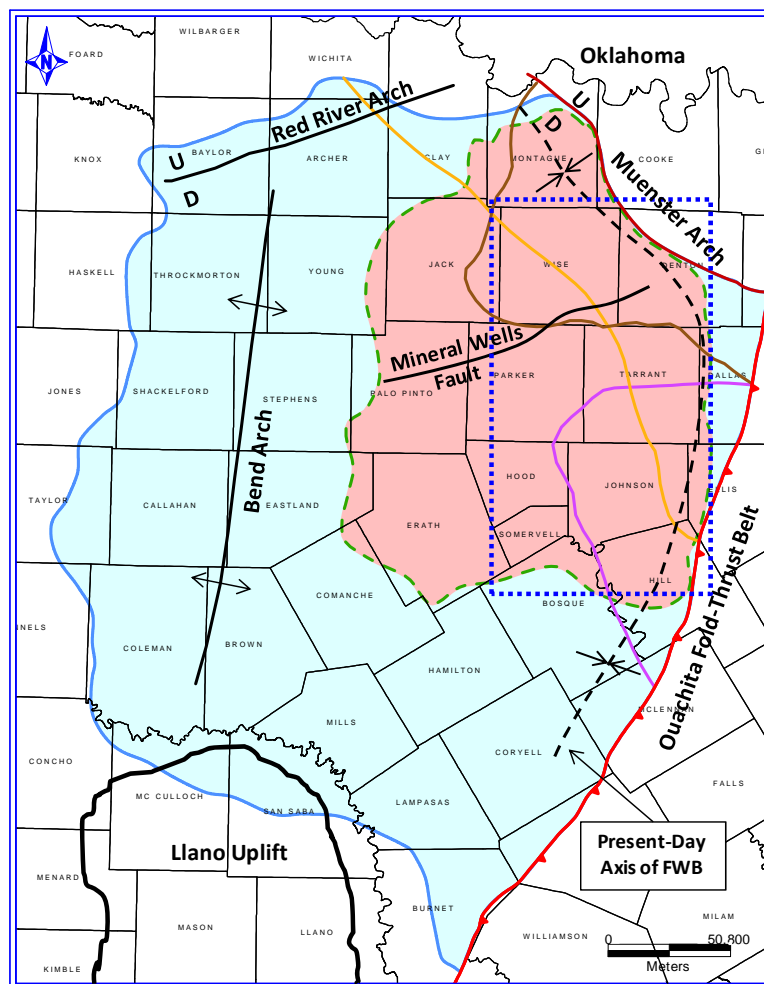 WILBARGER
FOARD
WICHITA
Oklahoma
N
U
Red River Arch
U
D
KNOX
BAYLOR
ARCHER
CLAY
MONTAGUE
COOKE
U
D
Muenster Arch
HASKELL
THROCKMORTON
YOUNG
JACK
WISE
DENTON
Mineral Wells
Fault
JONES
SHACKELFORD
STEPHENS
PALO PINTO
PARKER
TARRANT
DALLAS
Bend Arch
TAYLOR
CALLAHAN
EASTLAND
ERATH
HOOD
JOHNSON
ELLIS
SOMERVELL
HILL
Ouachita Fold-Thrust Belt
NNELS
COLEMAN
BROWN
COMANCHE
BOSQUE
HAMILTON
MILLS
MCLENNAN
CORYELL
CONCHO
MC CULLOCH
SAN SABA
LAMPASAS
FALLS
Llano Uplift
Present-Day
Axis of FWB
MENARD
MASON
LLANO
BURNET
MILAM
WILLIAMSON
KIMBLE
0 50,800
Meters